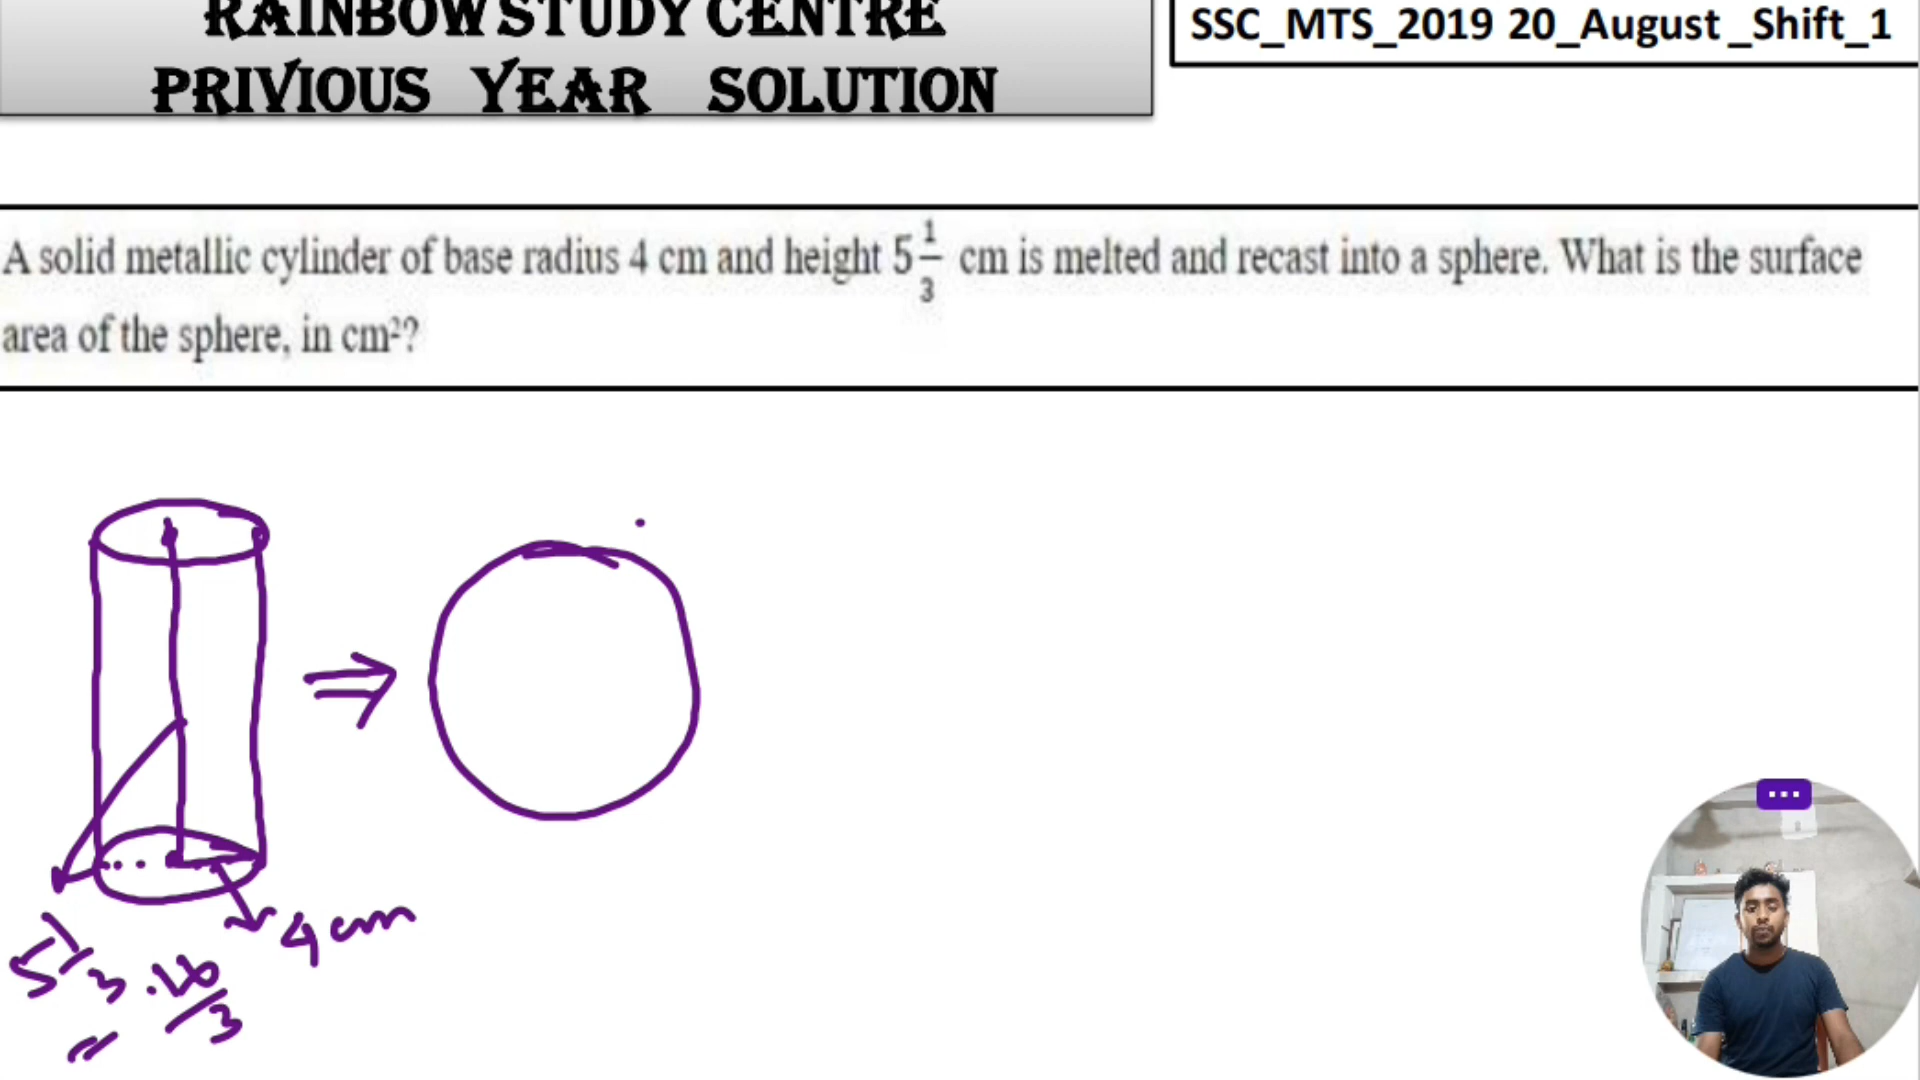 RAINBOW STUDY CENTRE
PRIVIOUS YEAR SOLUTION
SSC_MTS_2019 20_August _Shift_1
A solid metallic cylinder of base radius 4 cm and height 5 1/3 cm is melted and recast into a sphere. What is the surface
area of the sphere, in cm²?
4 cm
5 1/3
= 16/3